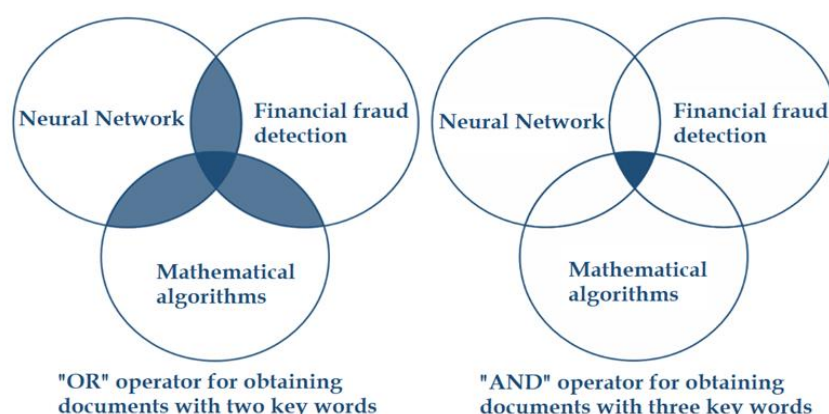 Neural Network
Financial fraud
detection
Mathematical
algorithms
"OR" operator for obtaining
documents with two key words
Neural Network
Financial fraud
detection
Mathematical
algorithms
"AND" operator for obtaining
documents with three key words